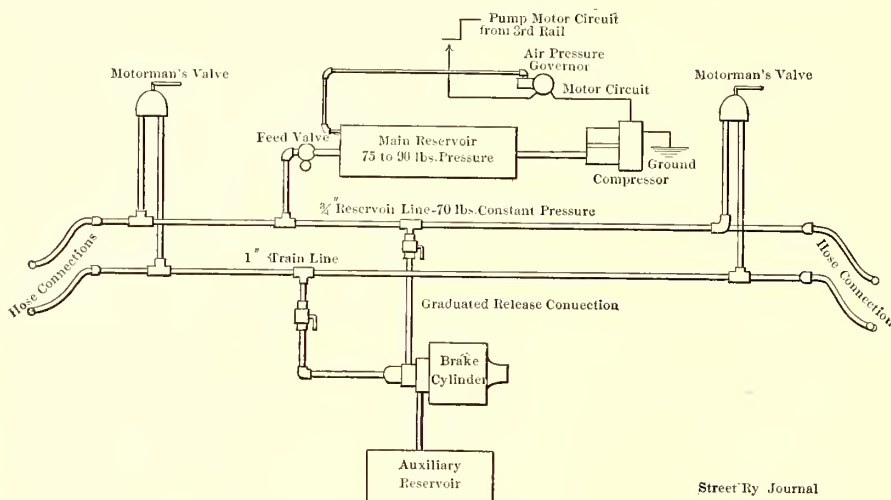 Pump Motor Circuit
from 3rd Rail
Air Pressure
Governor
Motorman's Valve
Motor Circuit
Motorman's Valve
Feed Valve
Main Reservoir
75 to 90 lbs. Pressure
Ground
Compressor
¾" Reservoir Line-70 lbs. Constant Pressure
Hose Connections
1" Train Line
Hose Connection
Graduated Release Conuection
Brake
Cylinder
Auxiliary
Reservoir
Street Ry Journal